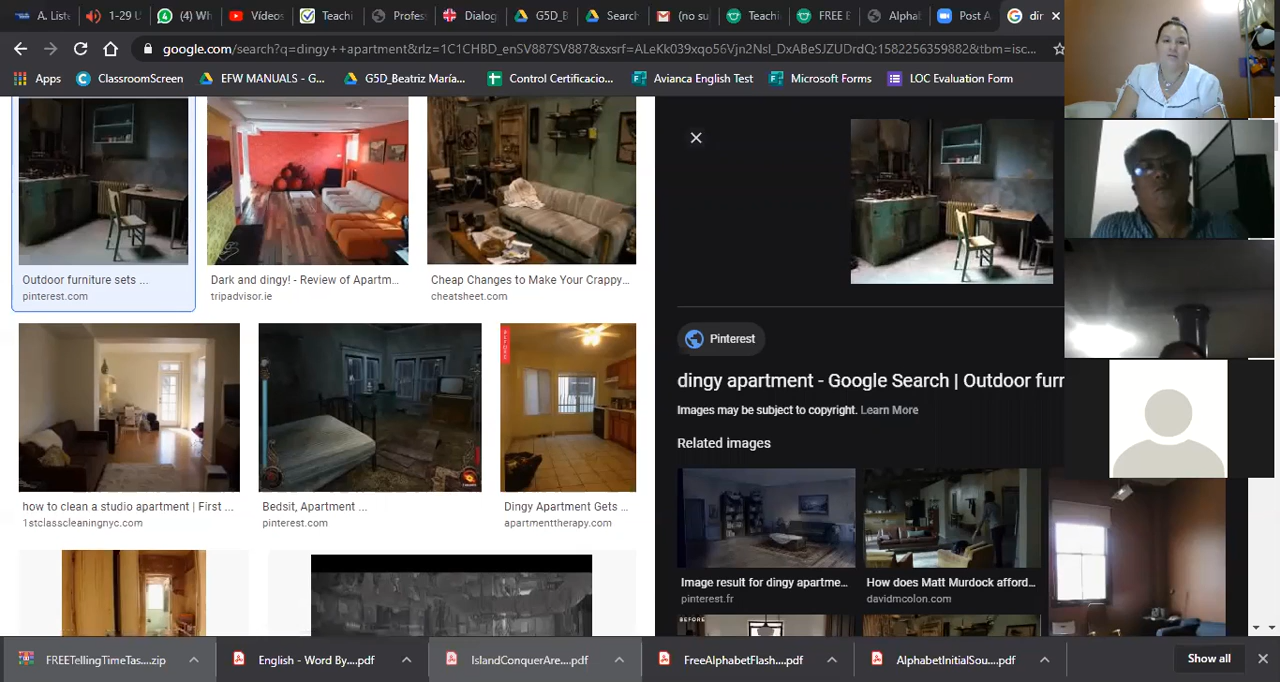 A. Liste
1-29 U
(4) Wh
Vídeos
Teachi
Profes
Dialog
G5D_B
Search
(no su
Teachi
FREE E
Alphab
Post A
dir
google.com/search?q=dingy++apartment&rlz=1C1CHBD_enSV887SV887&sxsrf=ALeKk039xqo56Vjn2NsI_DxABeSJZUDrdQ:1582256359882&tbm=isc...
Apps
ClassroomScreen
EFW MANUALS - G...
G5D_Beatriz María...
Control Certificacio...
Avianca English Test
Microsoft Forms
LOC Evaluation Form
Outdoor furniture sets ...
pinterest.com
Dark and dingy! - Review of Apartm...
tripadvisor.ie
Cheap Changes to Make Your Crappy...
cheatsheet.com
how to clean a studio apartment | First ...
1stclasscleaningnyc.com
Bedsit, Apartment ...
pinterest.com
BEFORE
Dingy Apartment Gets ...
apartmenttherapy.com
Pinterest
dingy apartment - Google Search | Outdoor furr
Images may be subject to copyright. Learn More
Related images
Image result for dingy apartme...
pinterest.fr
How does Matt Murdock afford...
davidmcolon.com
BEFORE
FREETellingTimeTas....zip
English - Word By....pdf
IslandConquerAre....pdf
FreeAlphabetFlash....pdf
AlphabetInitialSou....pdf
Show all